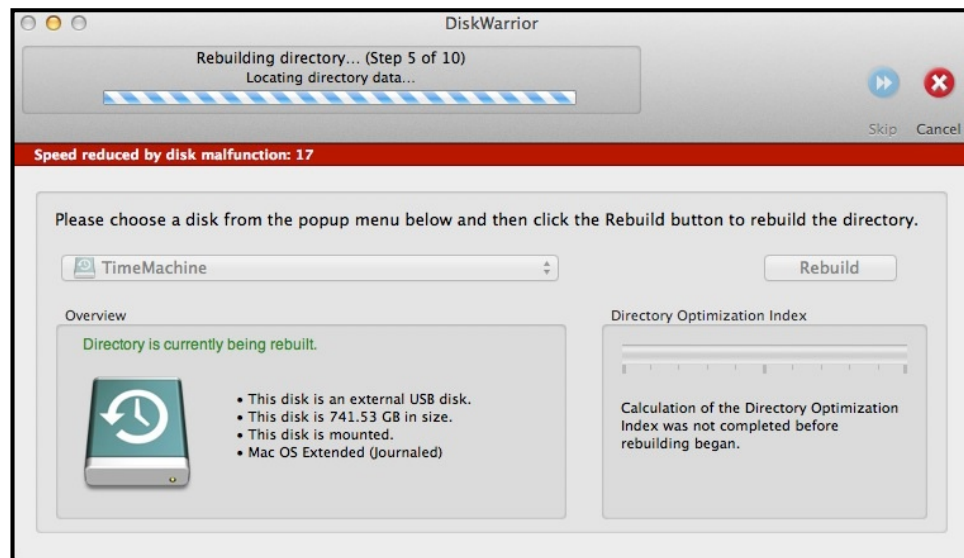 DiskWarrior
Rebuilding directory... (Step 5 of 10)
Locating directory data...
Skip
Cancel
Speed reduced by disk malfunction: 17
Please choose a disk from the popup menu below and then click the Rebuild button to rebuild the directory.
TimeMachine
Rebuild
Overview
Directory is currently being rebuilt.
• This disk is an external USB disk.
• This disk is 741.53 GB in size.
• This disk is mounted.
• Mac OS Extended (Journaled)
Directory Optimization Index
Calculation of the Directory Optimization
Index was not completed before
rebuilding began.